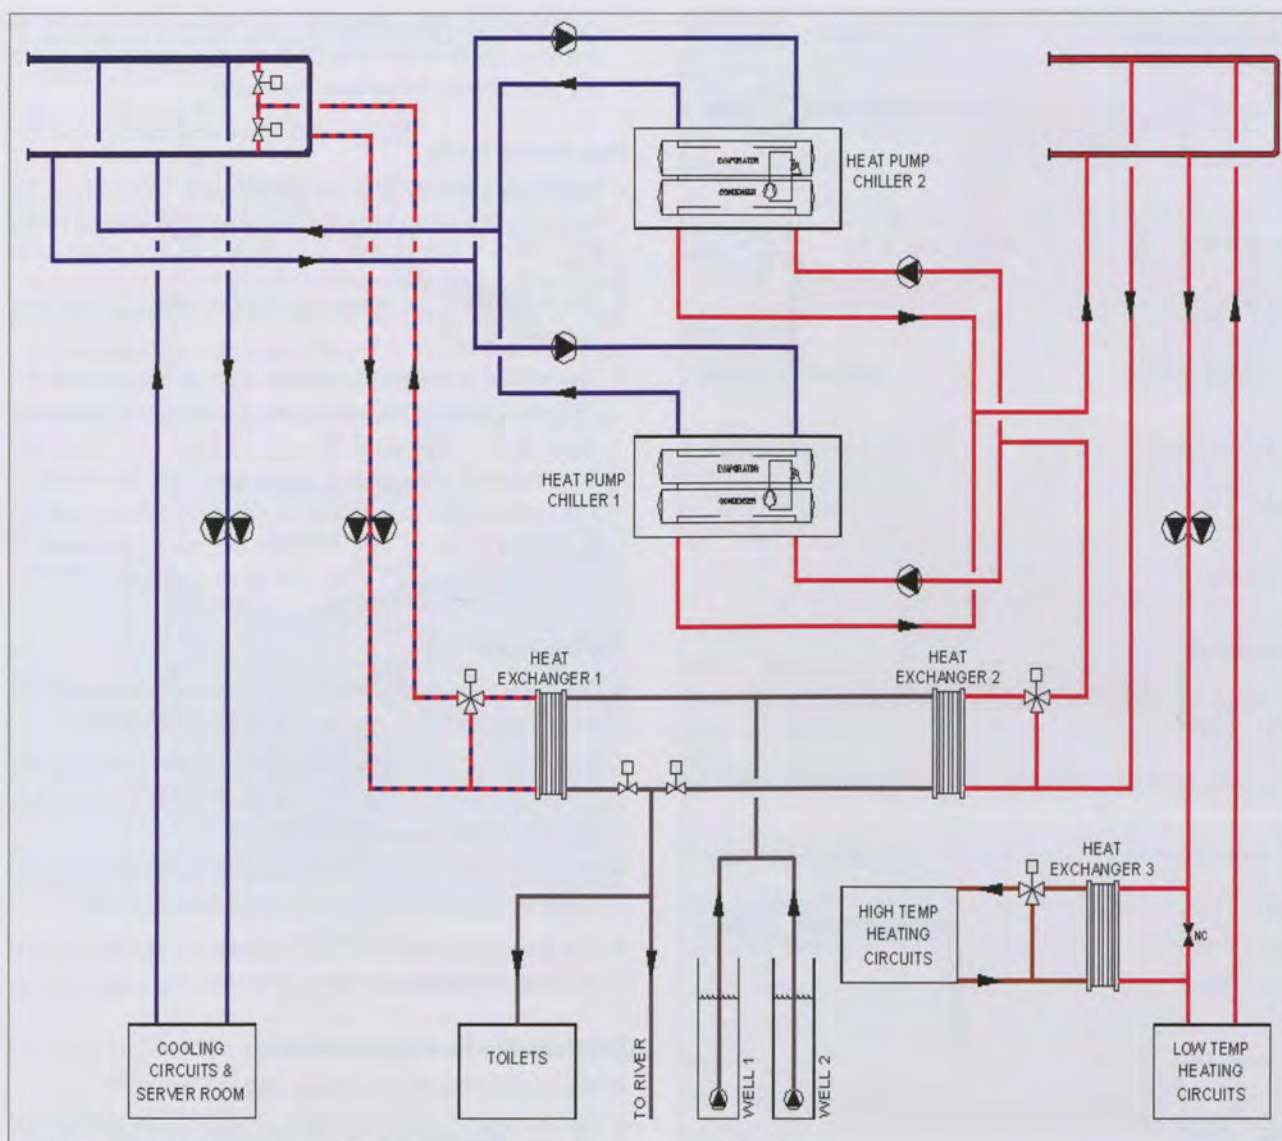 EVAPORATOR
CONDENSER
HEAT PUMP
CHILLER 2
EVAPORATOR
CONDENSER
HEAT PUMP
CHILLER 1
HEAT
EXCHANGER 1
HEAT
EXCHANGER 2
HEAT
EXCHANGER 3
HIGH TEMP
HEATING
CIRCUITS
NC
COOLING
CIRCUITS &
SERVER ROOM
TOILETS
TO RIVER
WELL 1
WELL 2
LOW TEMP
HEATING
CIRCUITS